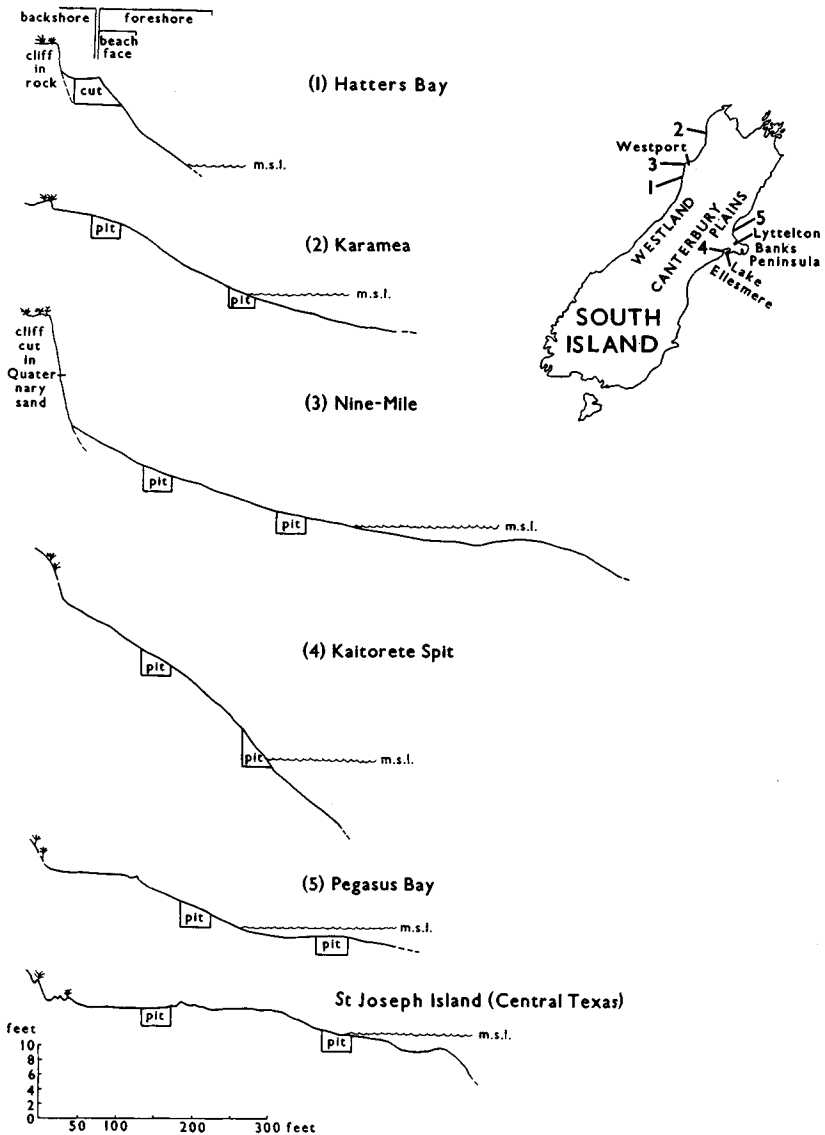 backshore
foreshore
beach
face
cliff
in
rock
cut
(1) Hatters Bay
m.s.l.
2
Westport
3
1
WESTLAND
CANTERBURY
PLAINS
5
Lyttelton
4
Banks
Peninsula
Lake
Ellesmere
SOUTH
ISLAND
pit
(2) Karamea
m.s.l.
pit
cliff
cut
in
Quater-
nary
sand
(3) Nine-Mile
pit
pit
m.s.l.
(4) Kaitorete Spit
pit
pit
m.s.l.
(5) Pegasus Bay
pit
m.s.l.
pit
St Joseph Island (Central Texas)
pit
pit
m.s.l.
feet
10
8
6
4
2
0
50 100 200 300 feet